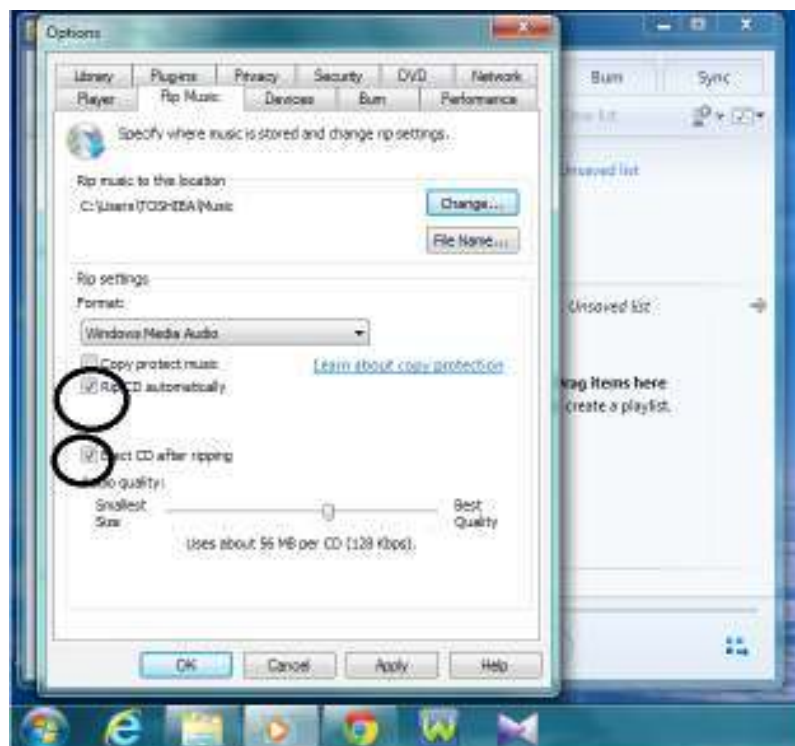 Options
Library Plug-ins Privacy Security DVD Network
Player Rip Music Devices Burn Performance
Specify where music is stored and change rip settings.
Rip music to this location
C:\Users\TOSHIBA\Music
Change...
File Name...
Rip settings
Format:
Windows Media Audio
Copy protect music Learn about copy protection
Rip CD automatically
Eject CD after ripping
Audio quality:
Smallest Size
Best Quality
Uses about 56 MB per CD (128 Kbps).
OK Cancel Apply Help
Burn Sync
Unsaved list
Unsaved list
items here
create a playlist.